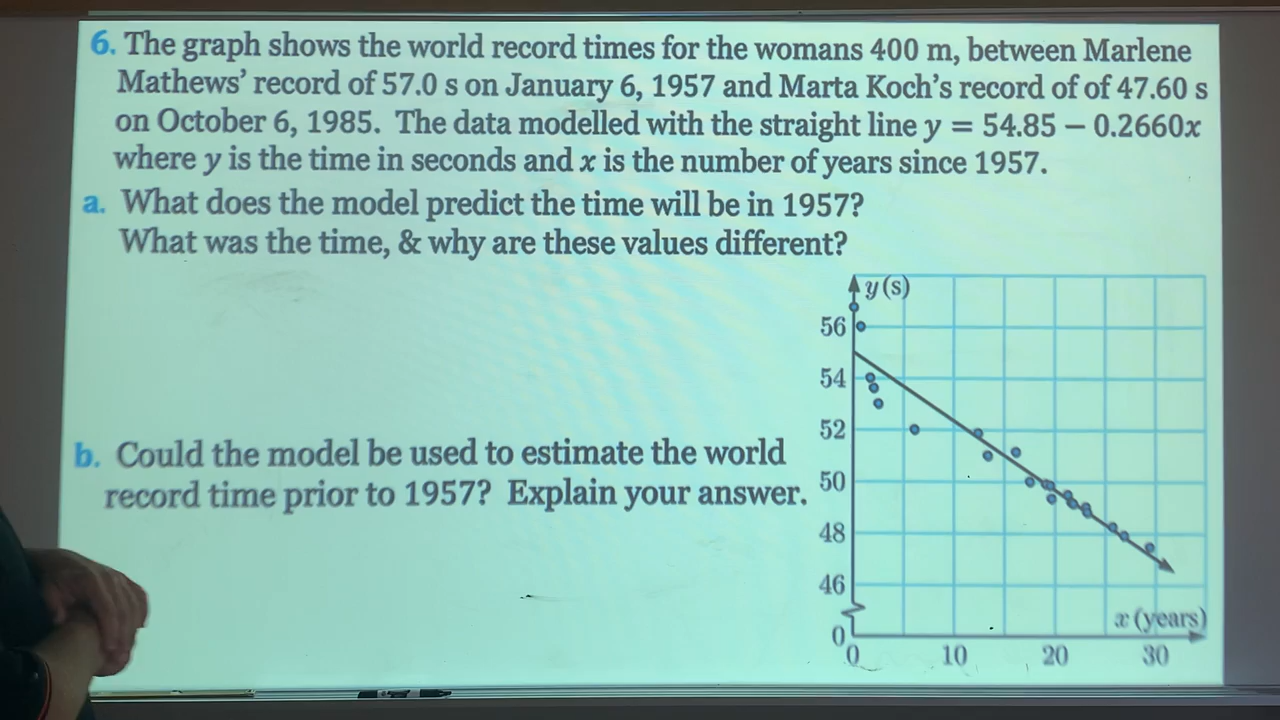 6. The graph shows the world record times for the womans 400 m, between Marlene
Mathews’ record of 57.0 s on January 6, 1957 and Marta Koch’s record of of 47.60 s
on October 6, 1985. The data modelled with the straight line y = 54.85 − 0.2660x
where y is the time in seconds and x is the number of years since 1957.
a. What does the model predict the time will be in 1957?
What was the time, & why are these values different?
b. Could the model be used to estimate the world
record time prior to 1957? Explain your answer.
y (s)
56
54
52
50
48
46
0
x (years)
0 10 20 30